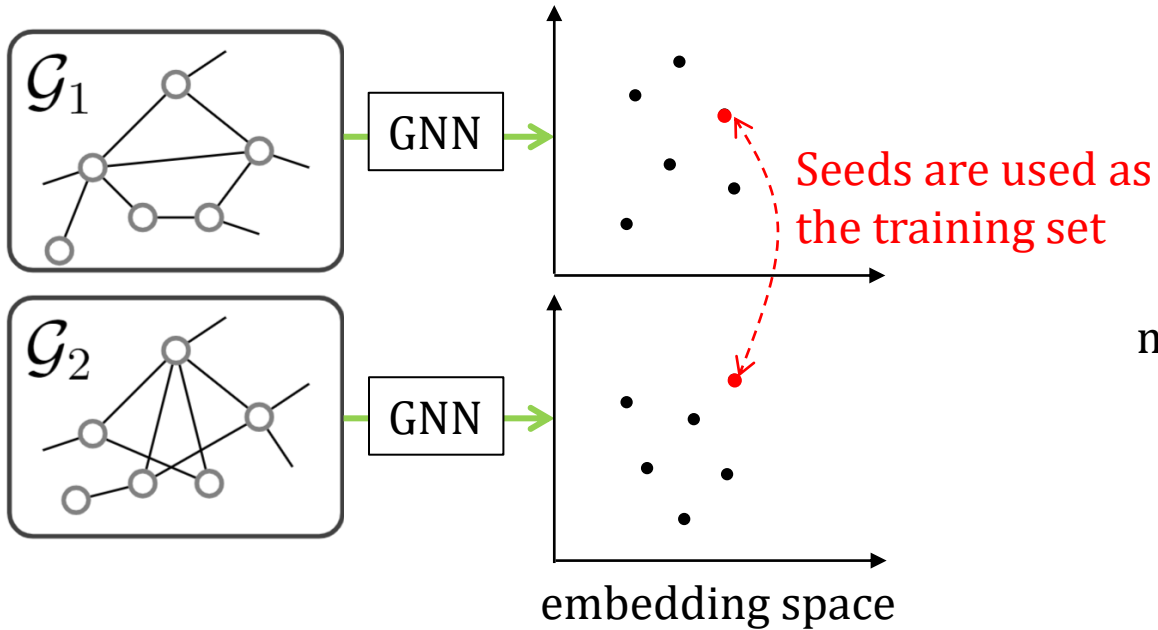 𝒢₁
GNN
Seeds are used as
the training set
𝒢₂
GNN
n
embedding space